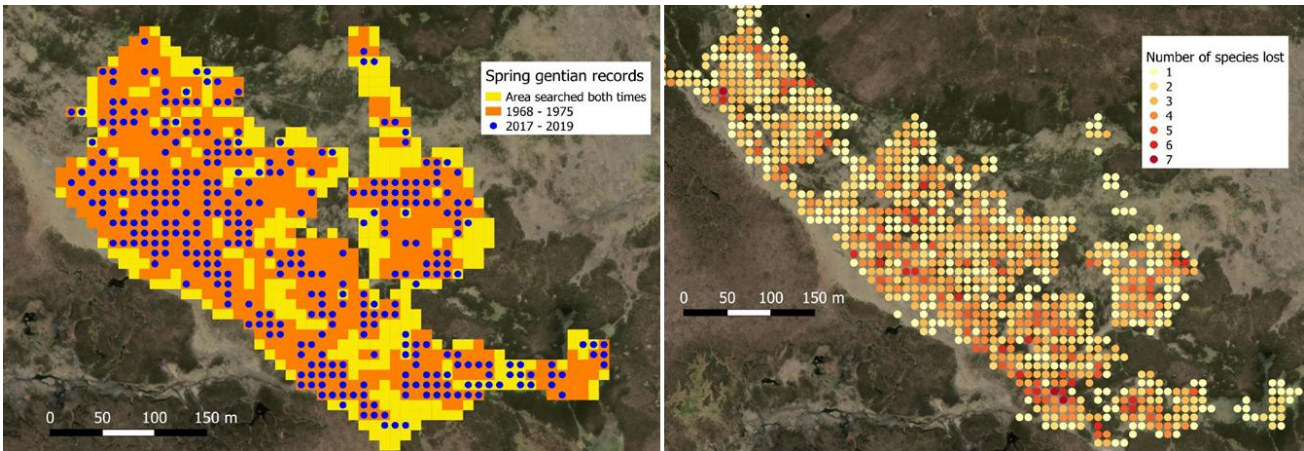 Spring gentian records
Area searched both times
1968 - 1975
2017 - 2019
0 50 100 150 m
Number of species lost
1
2
3
4
5
6
7
0 50 100 150 m